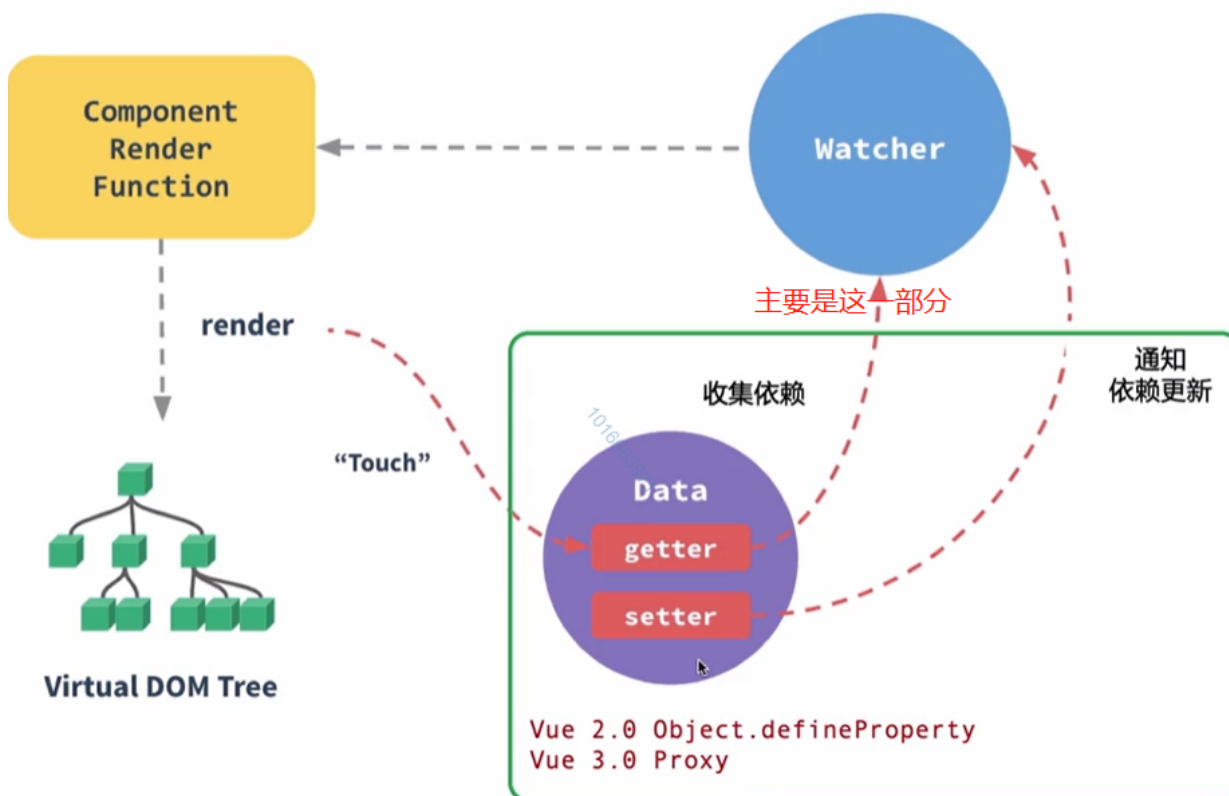 Component
Render
Function
Watcher
主要是这一部分
render
通知
依赖更新
收集依赖
“Touch”
Data
getter
setter
Virtual DOM Tree
Vue 2.0 Object.defineProperty
Vue 3.0 Proxy